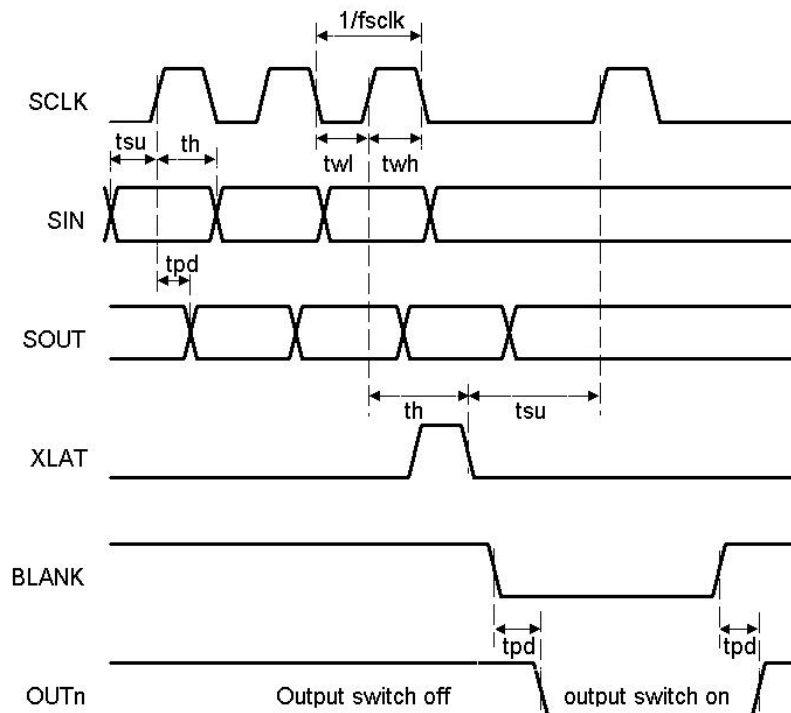 1/fsclk
SCLK
tsu th
twl twh
SIN
tpd
SOUT
th tsu
XLAT
BLANK
tpd tpd
OUTn Output switch off output switch on